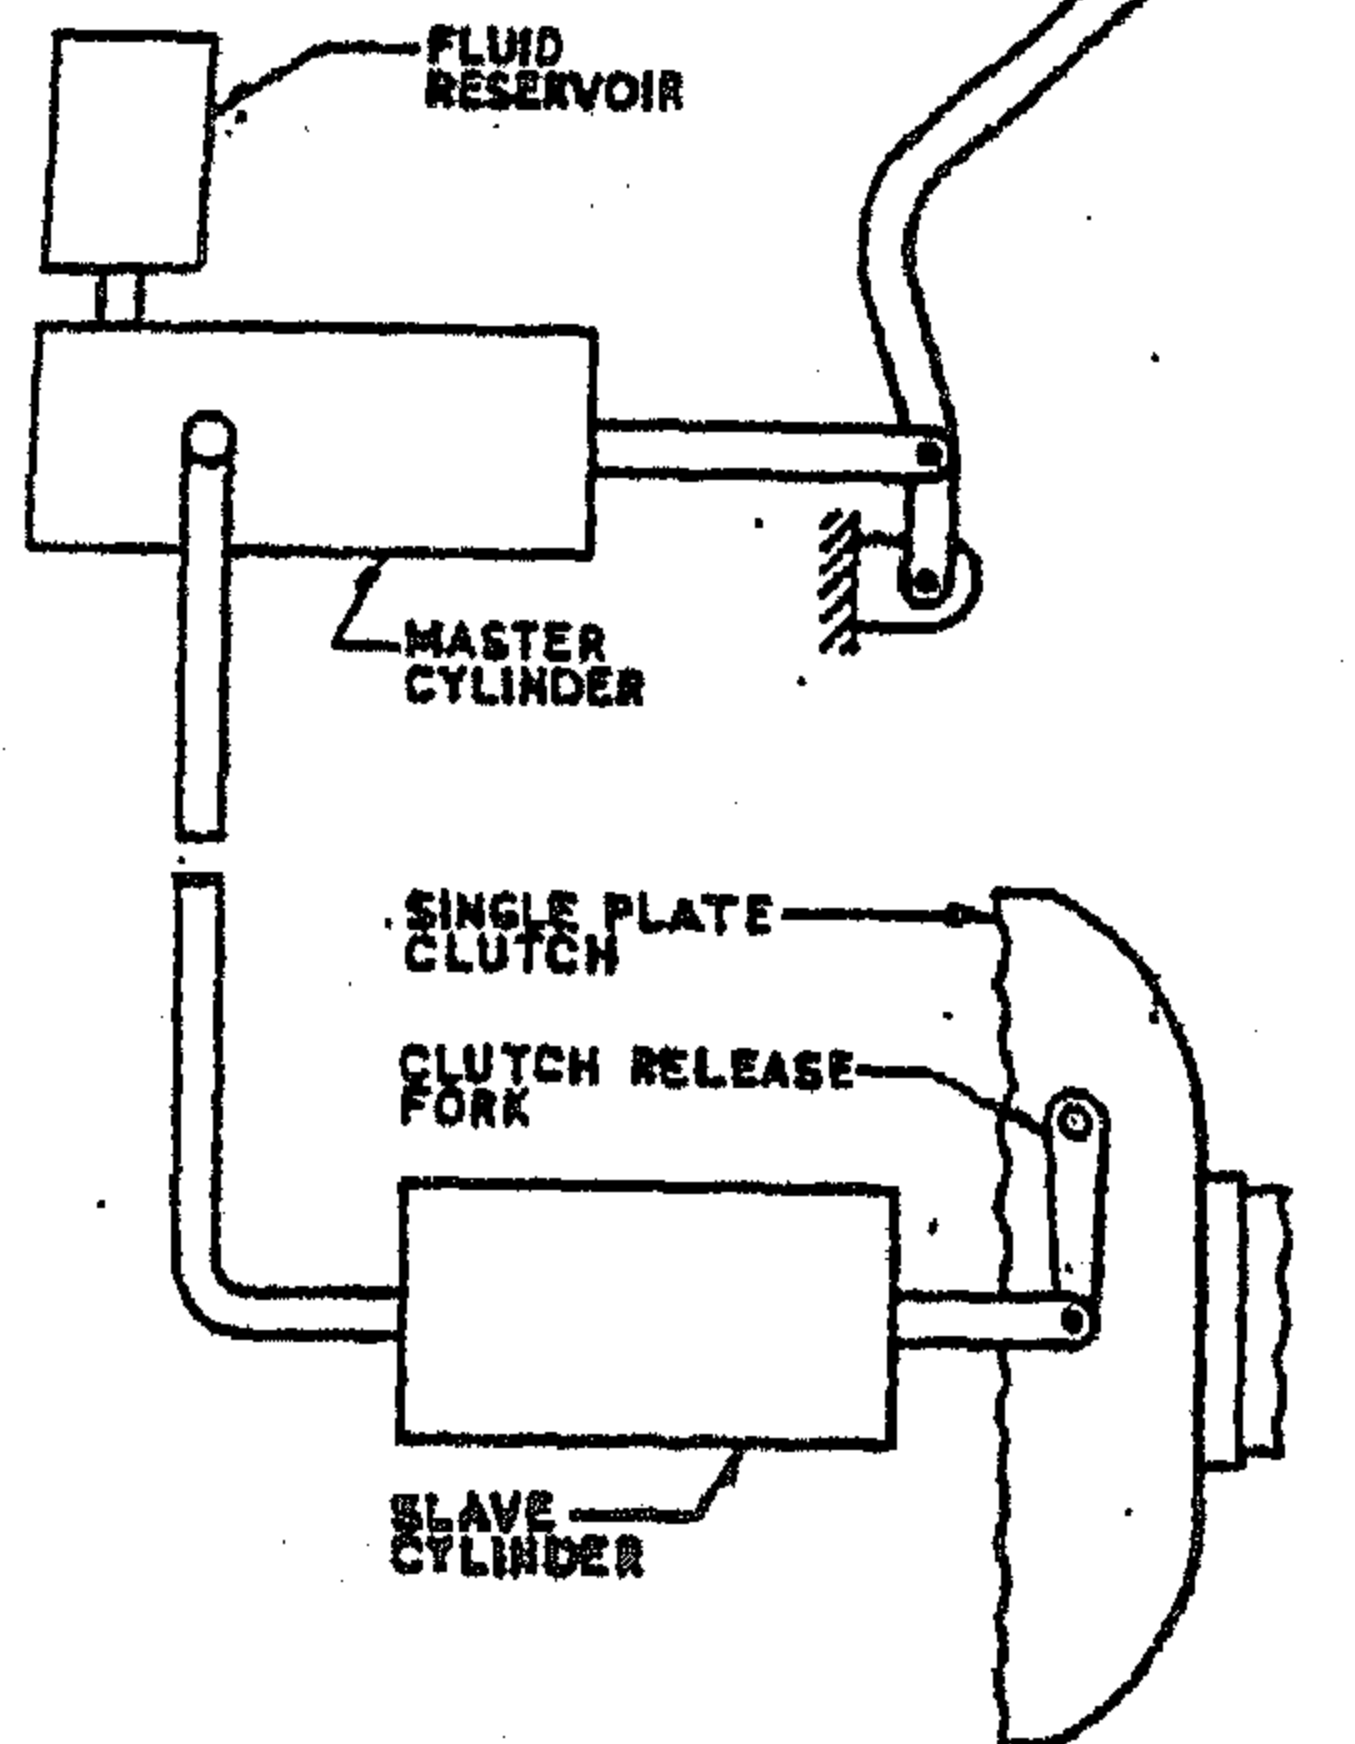 FLUID
RESERVOIR
MASTER
CYLINDER
SINGLE PLATE
CLUTCH
CLUTCH RELEASE
FORK
SLAVE
CYLINDER